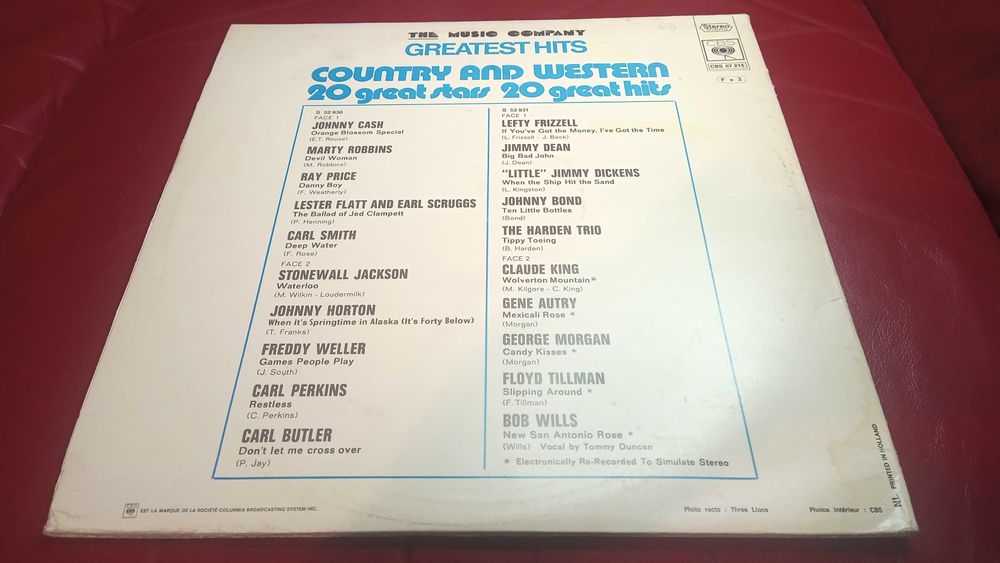 THE MUSIC COMPANY
GREATEST HITS
COUNTRY AND WESTERN
20 great stars 20 great hits
Stereo
CBS
CBS 67 215
F x 2
S 52 930
FACE 1
JOHNNY CASH
Orange Blossom Special
(E.T. Rouse)
MARTY ROBBINS
Devil Woman
(M. Robbins)
RAY PRICE
Danny Boy
(F. Weatherly)
LESTER FLATT AND EARL SCRUGGS
The Ballad of Jed Clampett
(P. Henning)
CARL SMITH
Deep Water
(F. Rose)
FACE 2
STONEWALL JACKSON
Waterloo
(M. Wilkin - Loudermilk)
JOHNNY HORTON
When It's Springtime in Alaska (It's Forty Below)
(T. Franks)
FREDDY WELLER
Games People Play
(J. South)
CARL PERKINS
Restless
(C. Perkins)
CARL BUTLER
Don't let me cross over
(P. Jay)
S 52 931
FACE 1
LEFTY FRIZZELL
If You've Got the Money, I've Got the Time
(L. Frizzell - J. Beck)
JIMMY DEAN
Big Bad John
(J. Dean)
"LITTLE" JIMMY DICKENS
When the Ship Hit the Sand
(L. Kingston)
JOHNNY BOND
Ten Little Bottles
(Bond)
THE HARDEN TRIO
Tippy Toeing
(B. Harden)
FACE 2
CLAUDE KING
Wolverton Mountain*
(M. Kilgore - C. King)
GENE AUTRY
Mexicali Rose *
(Morgan)
GEORGE MORGAN
Candy Kisses *
(Morgan)
FLOYD TILLMAN
Slipping Around *
(F. Tillman)
BOB WILLS
New San Antonio Rose *
(Wills) Vocal by Tommy Duncan
* Electronically Re-Recorded To Simulate Stereo
CBS EST LA MARQUE DE LA SOCIÉTÉ COLUMBIA BROADCASTING SYSTEM INC.
Photo recto : Three Lions
Photos Intérieur : CBS
NL PRINTED IN HOLLAND